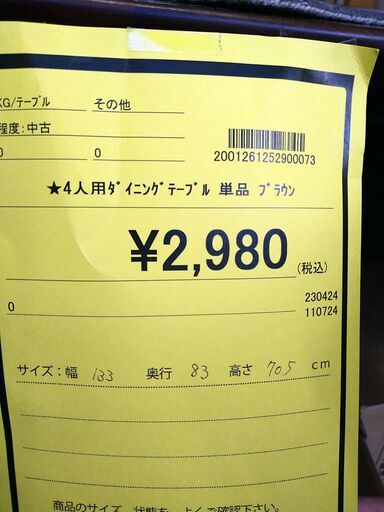 KG/テーブル その他
程度:中古
0 0
2001261252900073
★4人用ﾀﾞｲﾆﾝｸﾞﾃｰﾌﾞﾙ 単品 ﾌﾞﾗｳﾝ
¥2,980 (税込)
230424
0 110724
サイズ:幅 133 奥行 83 高さ 70.5 cm
商品のサイズ、状態を、よくご確認下さい。